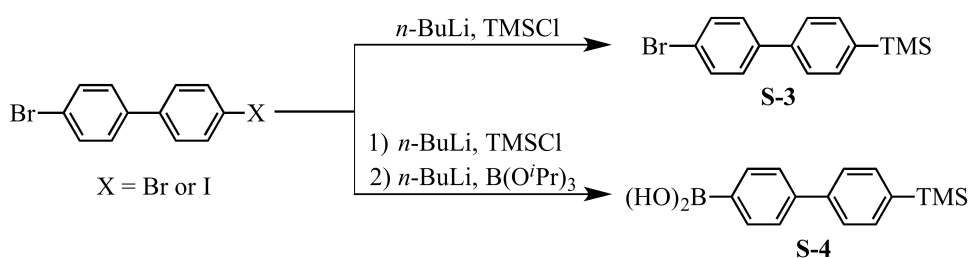 n-BuLi, TMSCl
Br
TMS
S-3
Br
X
X = Br or I
1) n-BuLi, TMSCl
2) n-BuLi, B(OⁱPr)₃
(HO)₂B
TMS
S-4